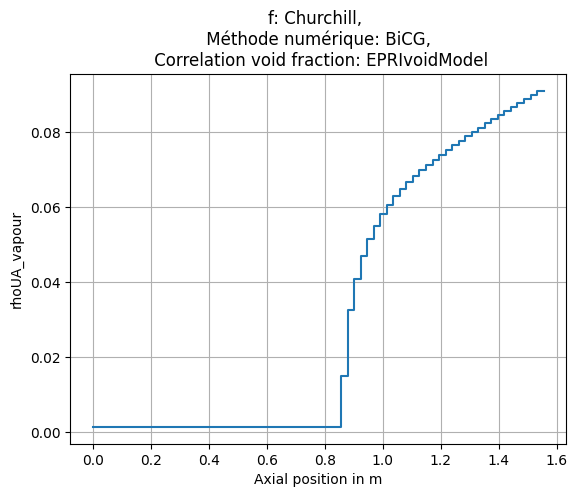 f: Churchill,
Méthode numérique: BiCG,
Correlation void fraction: EPRIvoidModel
rhoUA_vapour
0.08
0.06
0.04
0.02
0.00
0.0 0.2 0.4 0.6 0.8 1.0 1.2 1.4 1.6
Axial position in m